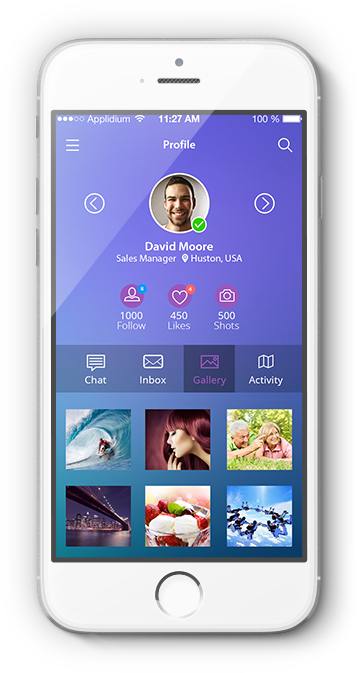 Applidium 11:27 AM 100 %
Profile
David Moore
Sales Manager Huston, USA
6 4
1000 450 500
Follow Likes Shots
Chat Inbox Gallery Activity